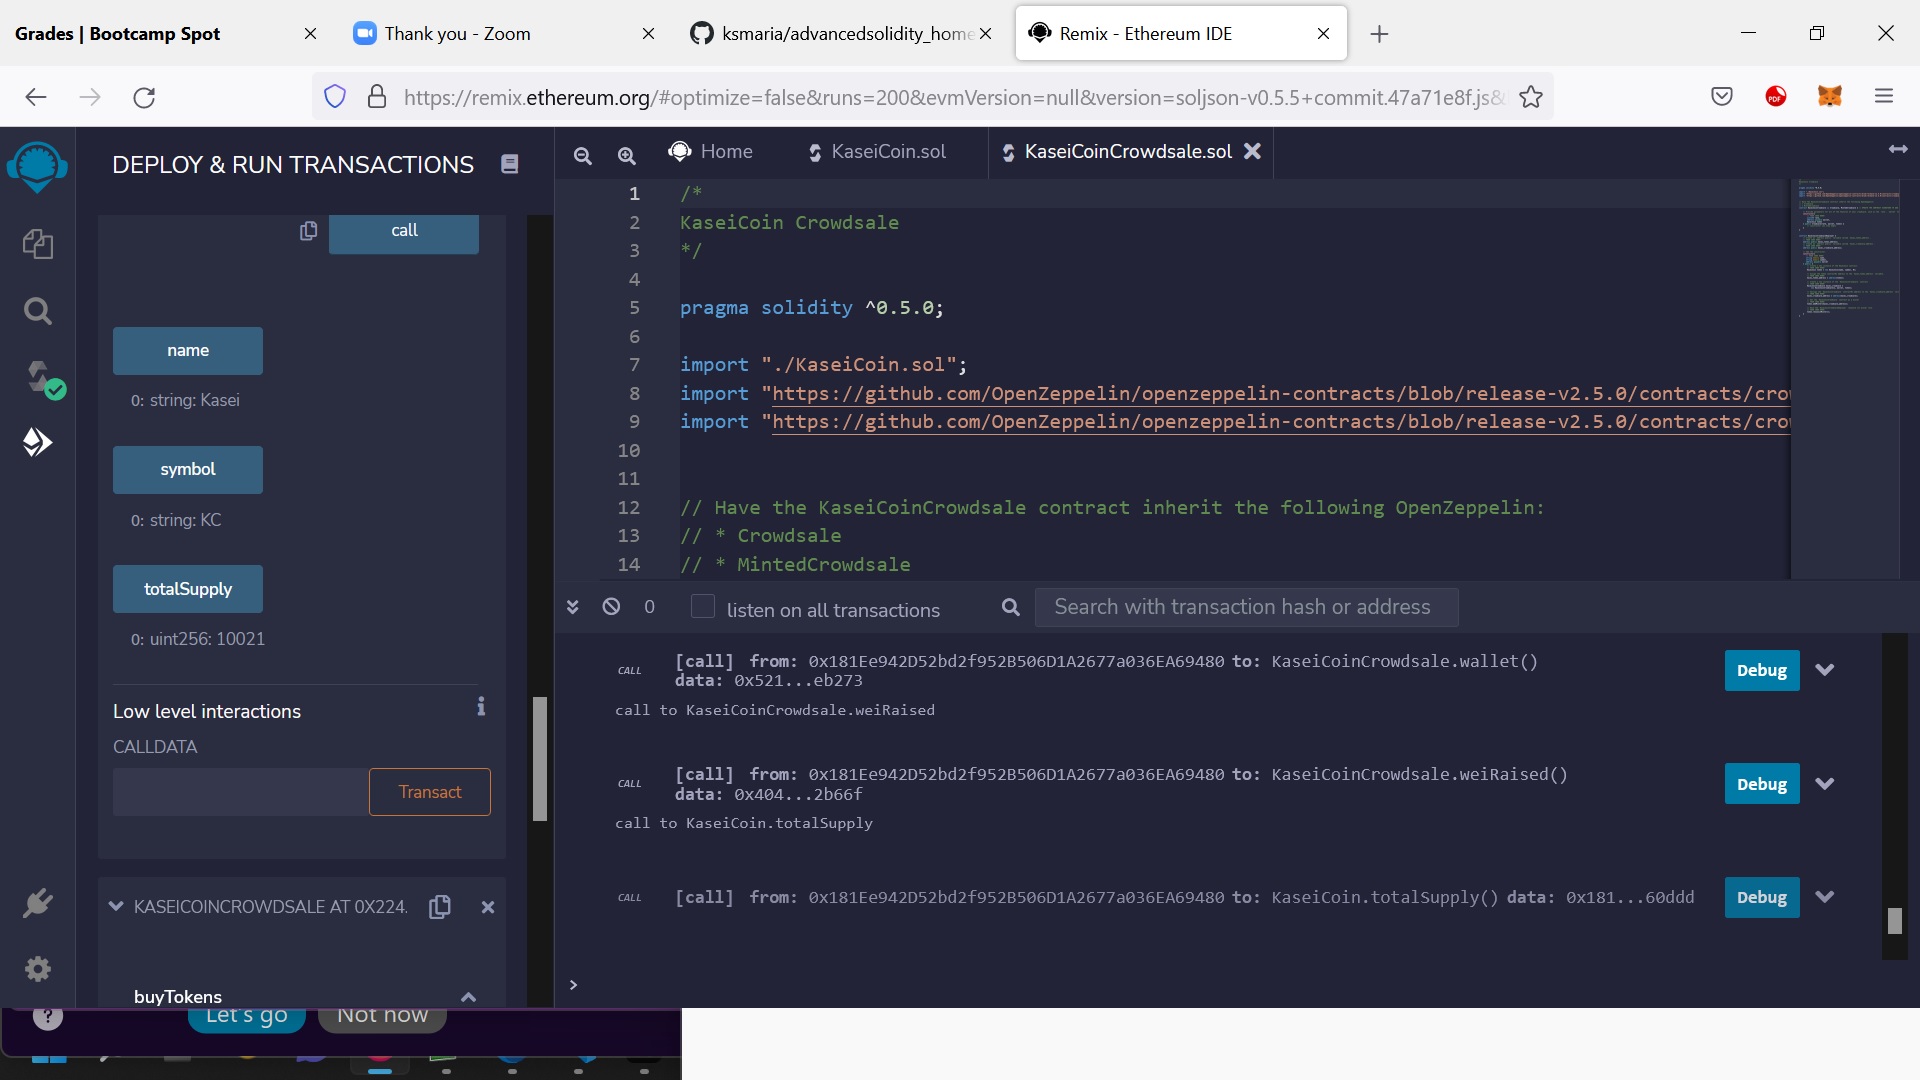 Grades | Bootcamp Spot
Thank you - Zoom
ksmaria/advancedsolidity_home
Remix - Ethereum IDE
https://remix.ethereum.org/#optimize=false&runs=200&evmVersion=null&version=soljson-v0.5.5+commit.47a71e8f.js&
PDF
DEPLOY & RUN TRANSACTIONS
call
name
0: string: Kasei
symbol
0: string: KC
totalSupply
0: uint256: 10021
Low level interactions
i
CALLDATA
Transact
KASEICOINCROWDSALE AT 0X224.
buyTokens
Home
KaseiCoin.sol
KaseiCoinCrowdsale.sol
1 /*
2 KaseiCoin Crowdsale
3 */
4
5 pragma solidity ^0.5.0;
6
7 import "./KaseiCoin.sol";
8 import "https://github.com/OpenZeppelin/openzeppelin-contracts/blob/release-v2.5.0/contracts/cro
9 import "https://github.com/OpenZeppelin/openzeppelin-contracts/blob/release-v2.5.0/contracts/cro
10
11
12 // Have the KaseiCoinCrowdsale contract inherit the following OpenZeppelin:
13 // * Crowdsale
14 // * MintedCrowdsale
0
listen on all transactions
Search with transaction hash or address
CALL [call] from: 0x181Ee942D52bd2f952B506D1A2677a036EA69480 to: KaseiCoinCrowdsale.wallet()
data: 0x521...eb273
Debug
call to KaseiCoinCrowdsale.weiRaised
CALL [call] from: 0x181Ee942D52bd2f952B506D1A2677a036EA69480 to: KaseiCoinCrowdsale.weiRaised()
data: 0x404...2b66f
Debug
call to KaseiCoin.totalSupply
CALL [call] from: 0x181Ee942D52bd2f952B506D1A2677a036EA69480 to: KaseiCoin.totalSupply() data: 0x181...60ddd
Debug
>
?
Let's go
Not now